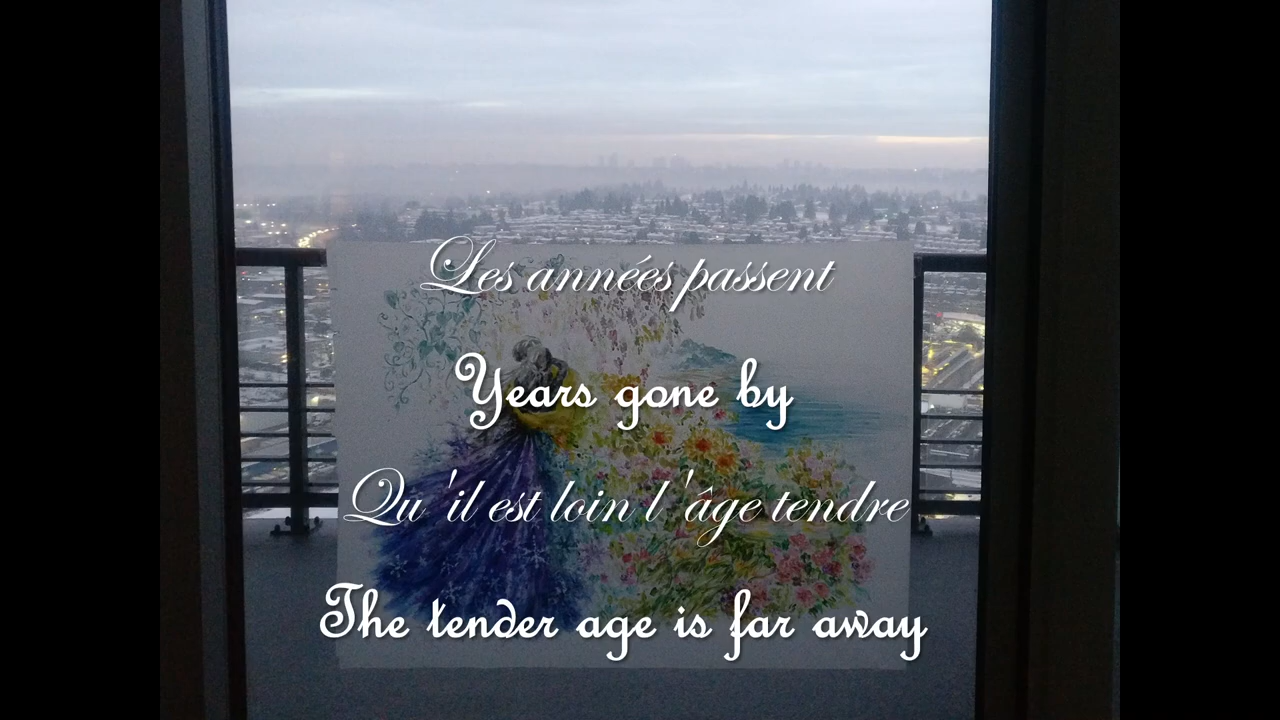 Les années passent
Years gone by
Qu'il est loin l'âge tendre
The tender age is far away